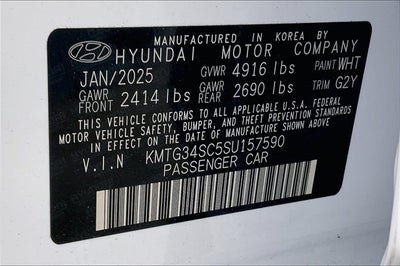 MANUFACTURED IN KOREA BY
HYUNDAI MOTOR COMPANY
JAN/2025 GVWR 4916 lbs PAINT WHT
GAWR FRONT 2414 lbs GAWR REAR 2690 lbs TRIM G2Y
THIS VEHICLE CONFORMS TO ALL APPLICABLE U.S.A. FEDERAL
MOTOR VEHICLE SAFETY, BUMPER, AND THEFT PREVENTION STANDARDS
IN EFFECT ON THE DATE OF MANUFACTURE SHOWN ABOVE.
V.I.N KMTG34SC5SU157590
PASSENGER CAR